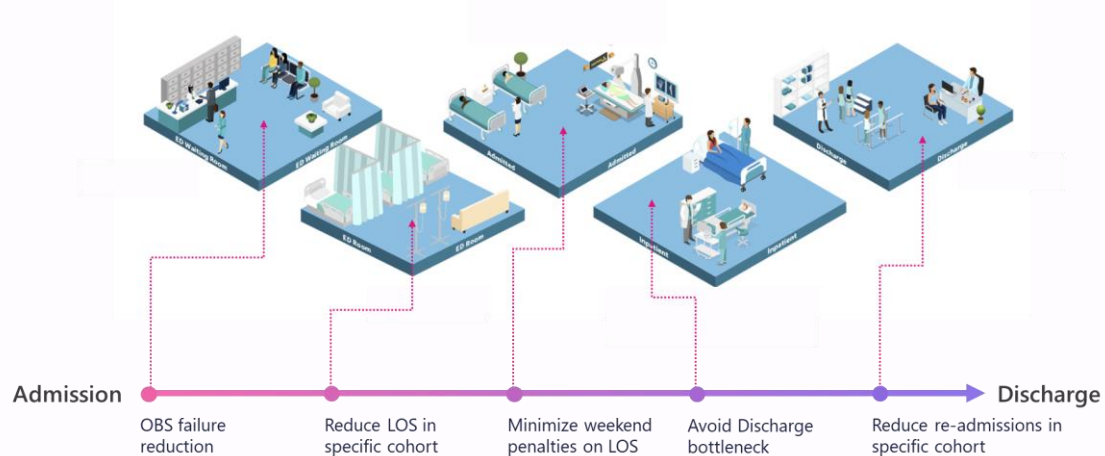 ED Waiting Room
ED Waiting Room
ED Room
ED Room
Admitted
Admitted
Inpatient
Inpatient
Discharge
Discharge
Admission
Discharge
OBS failure
reduction
Reduce LOS in
specific cohort
Minimize weekend
penalties on LOS
Avoid Discharge
bottleneck
Reduce re-admissions in
specific cohort